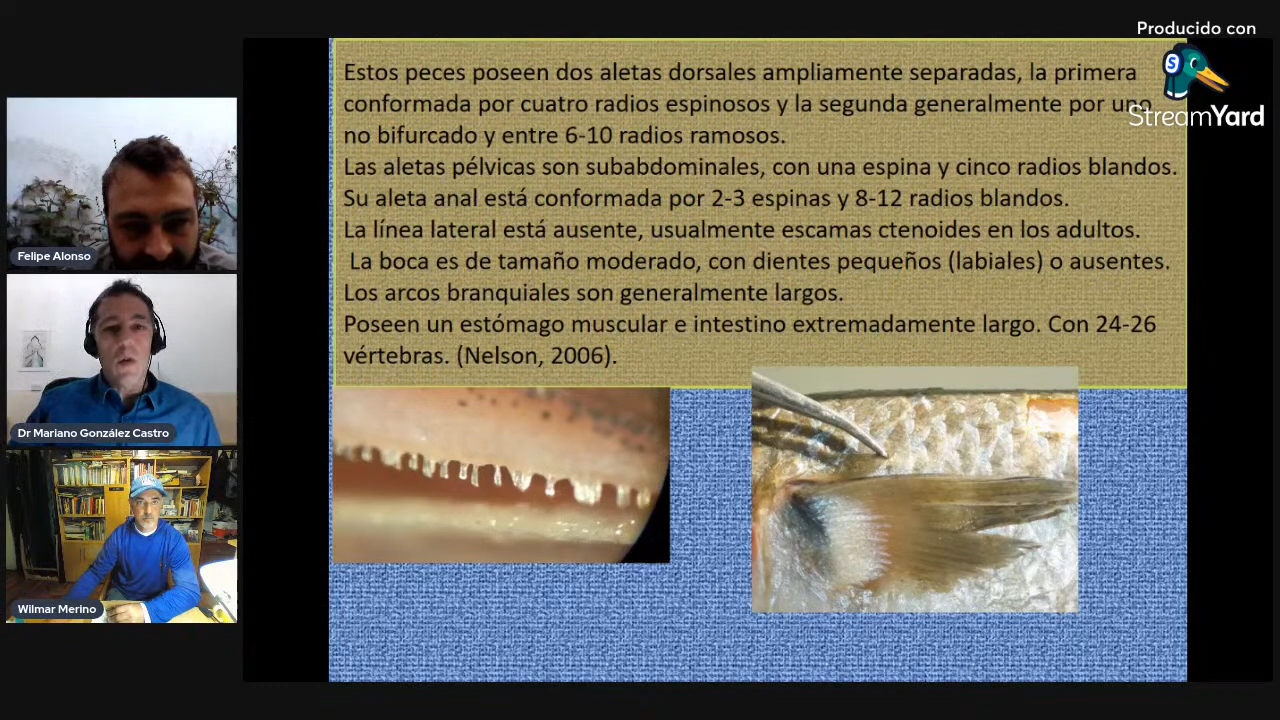 Producido con
StreamYard
Estos peces poseen dos aletas dorsales ampliamente separadas, la primera
conformada por cuatro radios espinosos y la segunda generalmente por
no bifurcado y entre 6-10 radios ramosos.
Las aletas pélvicas son subabdominales, con una espina y cinco radios blandos.
Su aleta anal está conformada por 2-3 espinas y 8-12 radios blandos.
La línea lateral está ausente, usualmente escamas ctenoides en los adultos.
La boca es de tamaño moderado, con dientes pequeños (labiales) o ausentes.
Los arcos branquiales son generalmente largos.
Poseen un estómago muscular e intestino extremadamente largo. Con 24-26
vértebras. (Nelson, 2006).
Felipe Alonso
Dr Mariano González Castro
Wilmar Merino